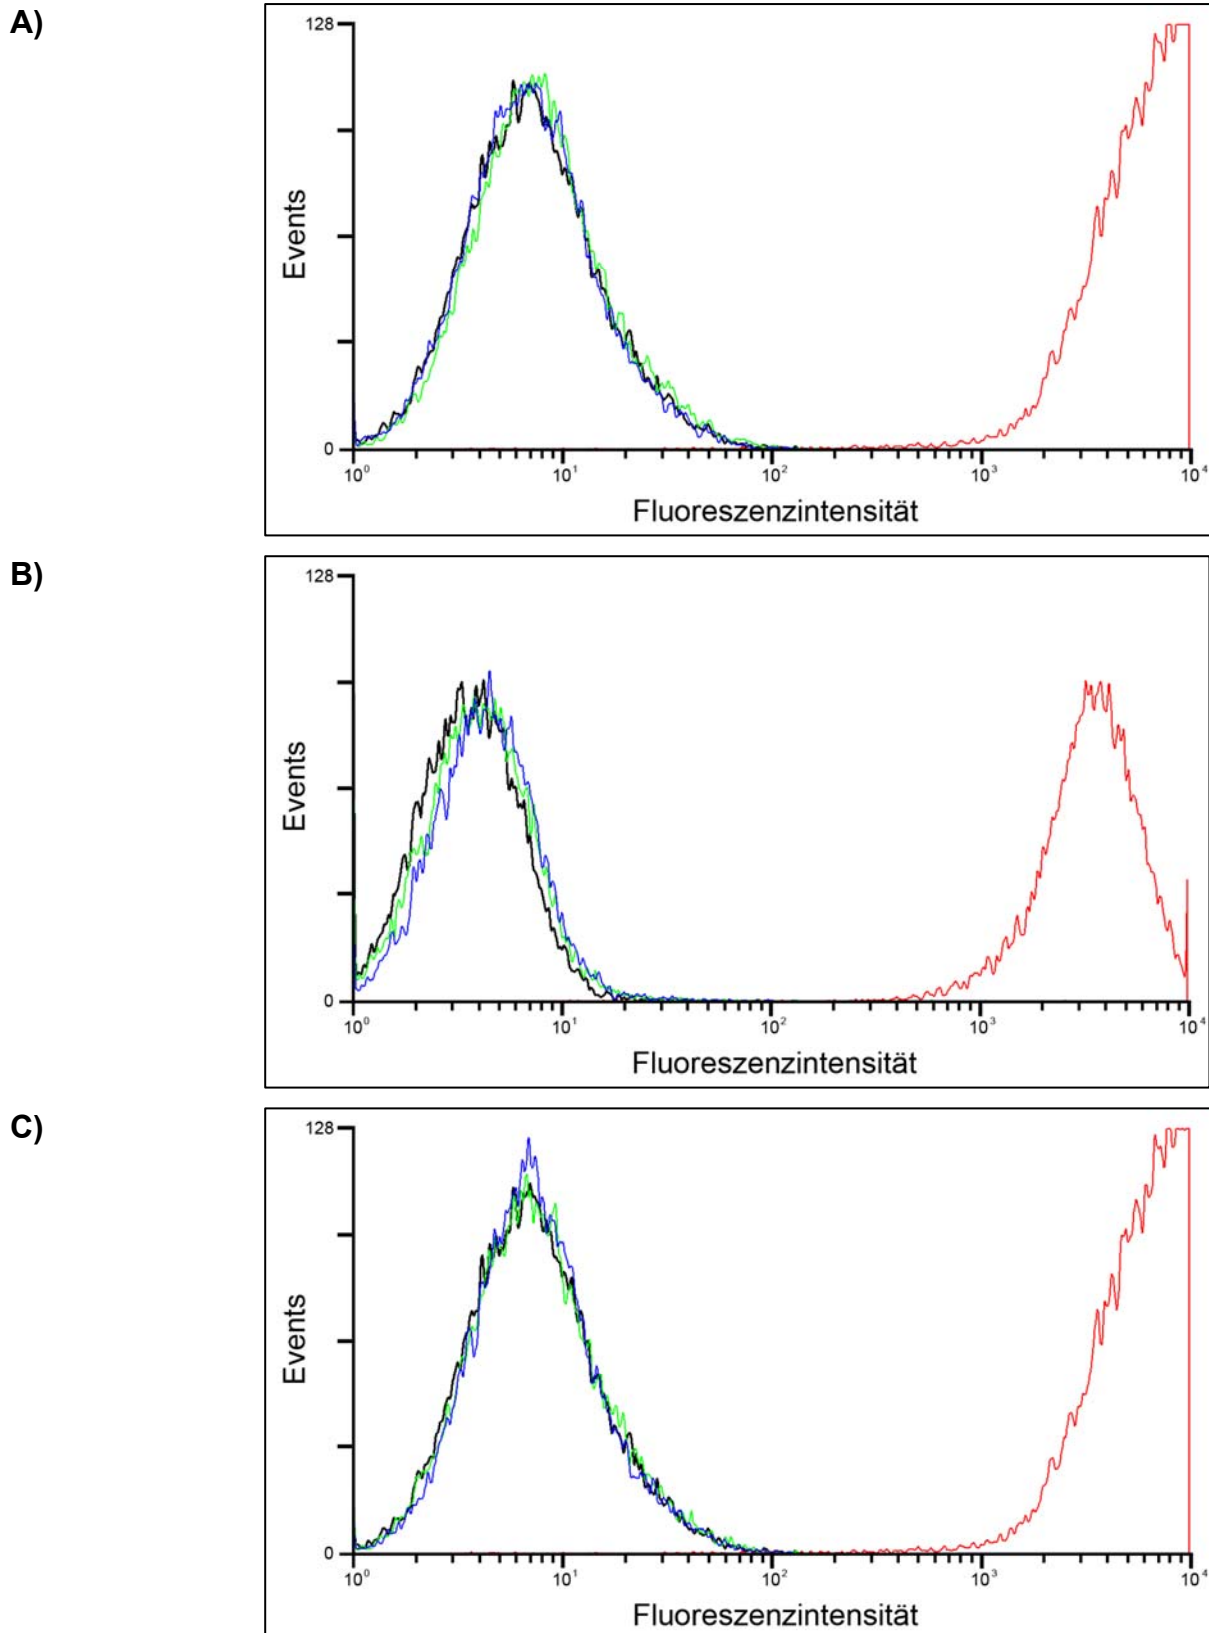 A)
128
Events
0
10⁰ 10¹ 10² 10³ 10⁴
Fluoreszenzintensität
B)
128
Events
0
10⁰ 10¹ 10² 10³ 10⁴
Fluoreszenzintensität
C)
128
Events
0
10⁰ 10¹ 10² 10³ 10⁴
Fluoreszenzintensität